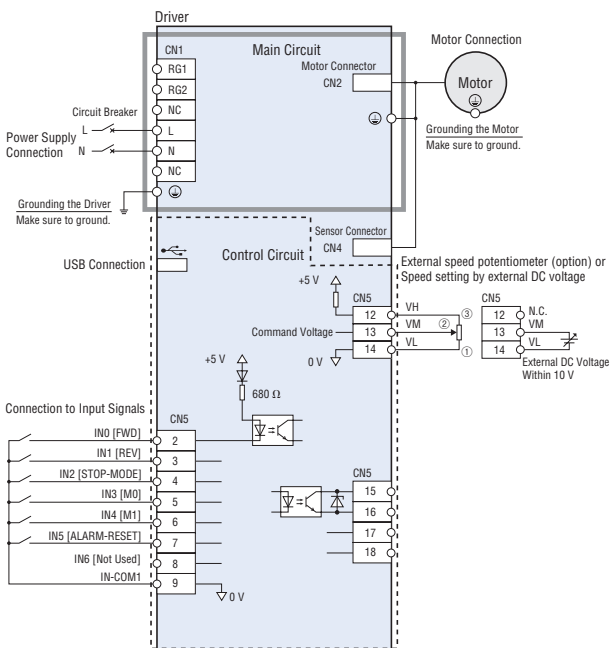 Driver
CN1
Main Circuit
Motor Connection
RG1
Motor Connector
CN2
RG2
Motor
Circuit Breaker
NC
Power Supply
Connection
L
L
Grounding the Motor
Make sure to ground.
N
N
NC
Grounding the Driver
Make sure to ground.
Sensor Connector
CN4
USB Connection
Control Circuit
External speed potentiometer (option) or
Speed setting by external DC voltage
+5 V
CN5
CN5
12
VH
③
12
N.C.
Command Voltage
13
VM
②
13
VM
0 V
14
VL
①
14
VL
External DC Voltage
Within 10 V
+5 V
680 Ω
Connection to Input Signals
CN5
IN0 [FWD]
2
IN1 [REV]
3
IN2 [STOP-MODE]
4
IN3 [M0]
5
IN4 [M1]
6
IN5 [ALARM-RESET]
7
IN6 [Not Used]
8
IN-COM1
9
0 V
CN5
15
16
17
18